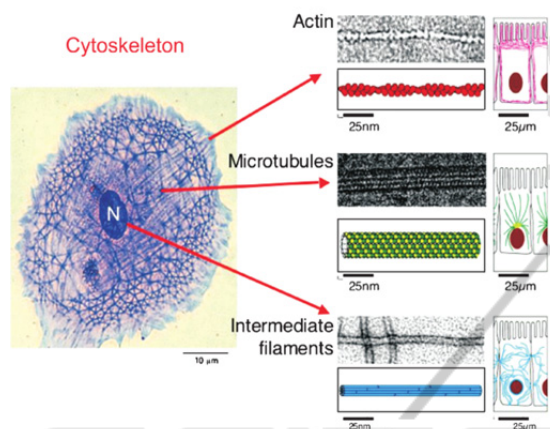 Cytoskeleton
N
10 µm
Actin
25nm
25µm
Microtubules
25nm
25µm
Intermediate
filaments
25nm
25µm